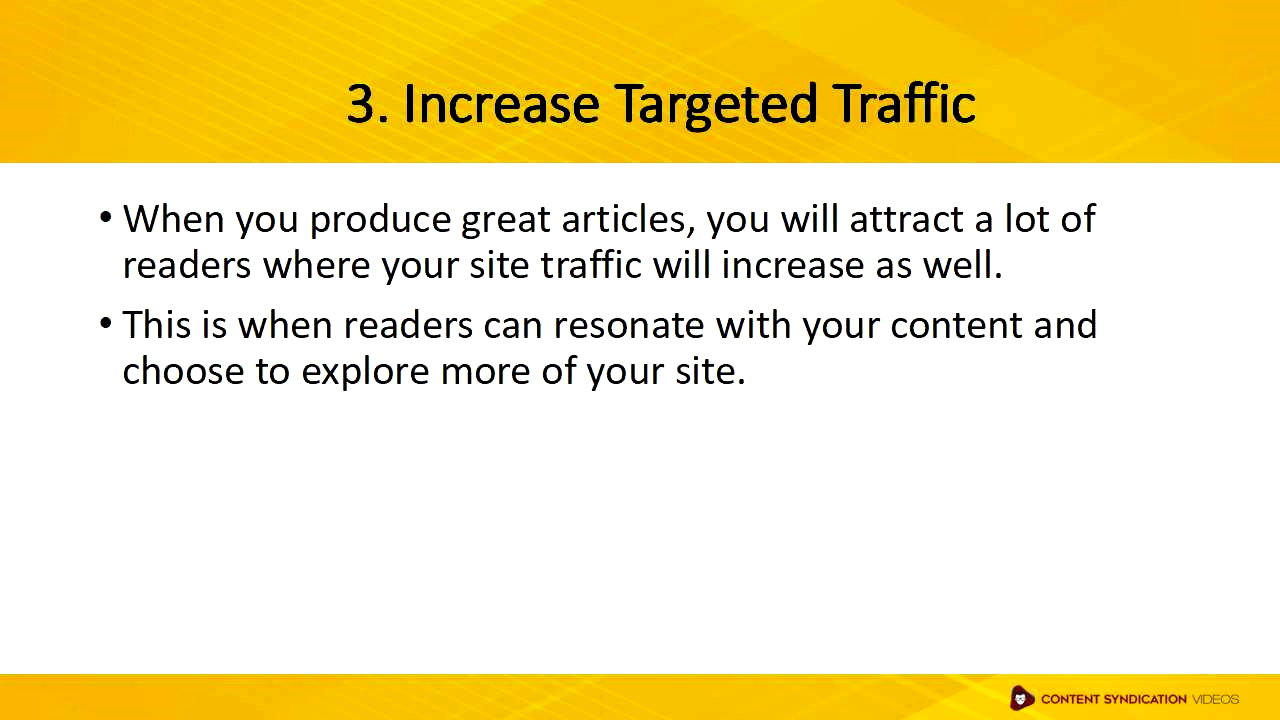 3. Increase Targeted Traffic
• When you produce great articles, you will attract a lot of
readers where your site traffic will increase as well.
• This is when readers can resonate with your content and
choose to explore more of your site.
CONTENT SYNDICATION VIDEOS